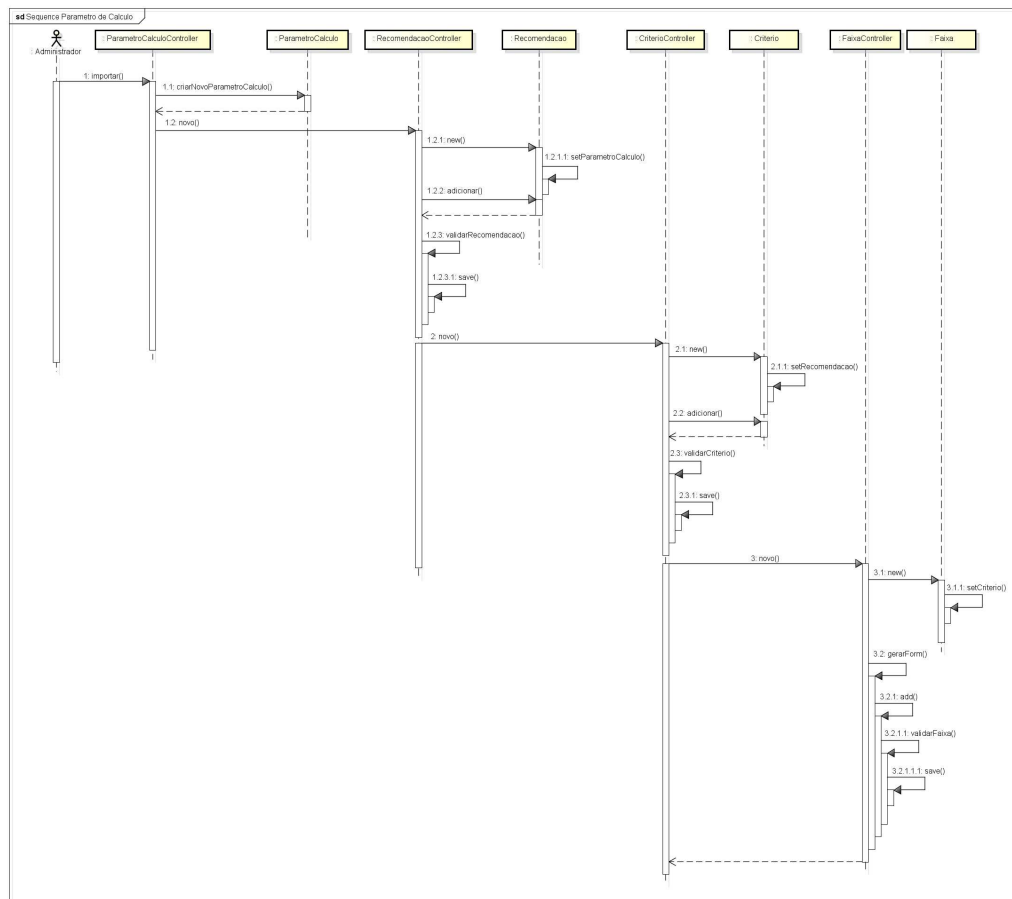 sd Sequence Parametro de Calculo
: Administrador
: ParametroCalculoController
: ParametroCalculo
: RecomendacaoController
: Recomendacao
: CriterioController
: Criterio
: FaixaController
: Faixa
1: importar()
1.1: criarNovoParametroCalculo()
1.2: novo()
1.2.1: new()
1.2.1.1: setParametroCalculo()
1.2.2: adicionar()
1.2.3: validarRecomendacao()
1.2.3.1: save()
2: novo()
2.1: new()
2.1.1: setRecomendacao()
2.2: adicionar()
2.3: validarCriterio()
2.3.1: save()
3: novo()
3.1: new()
3.1.1: setCriterio()
3.2: gerarForm()
3.2.1: add()
3.2.1.1: validarFaixa()
3.2.1.1.1: save()